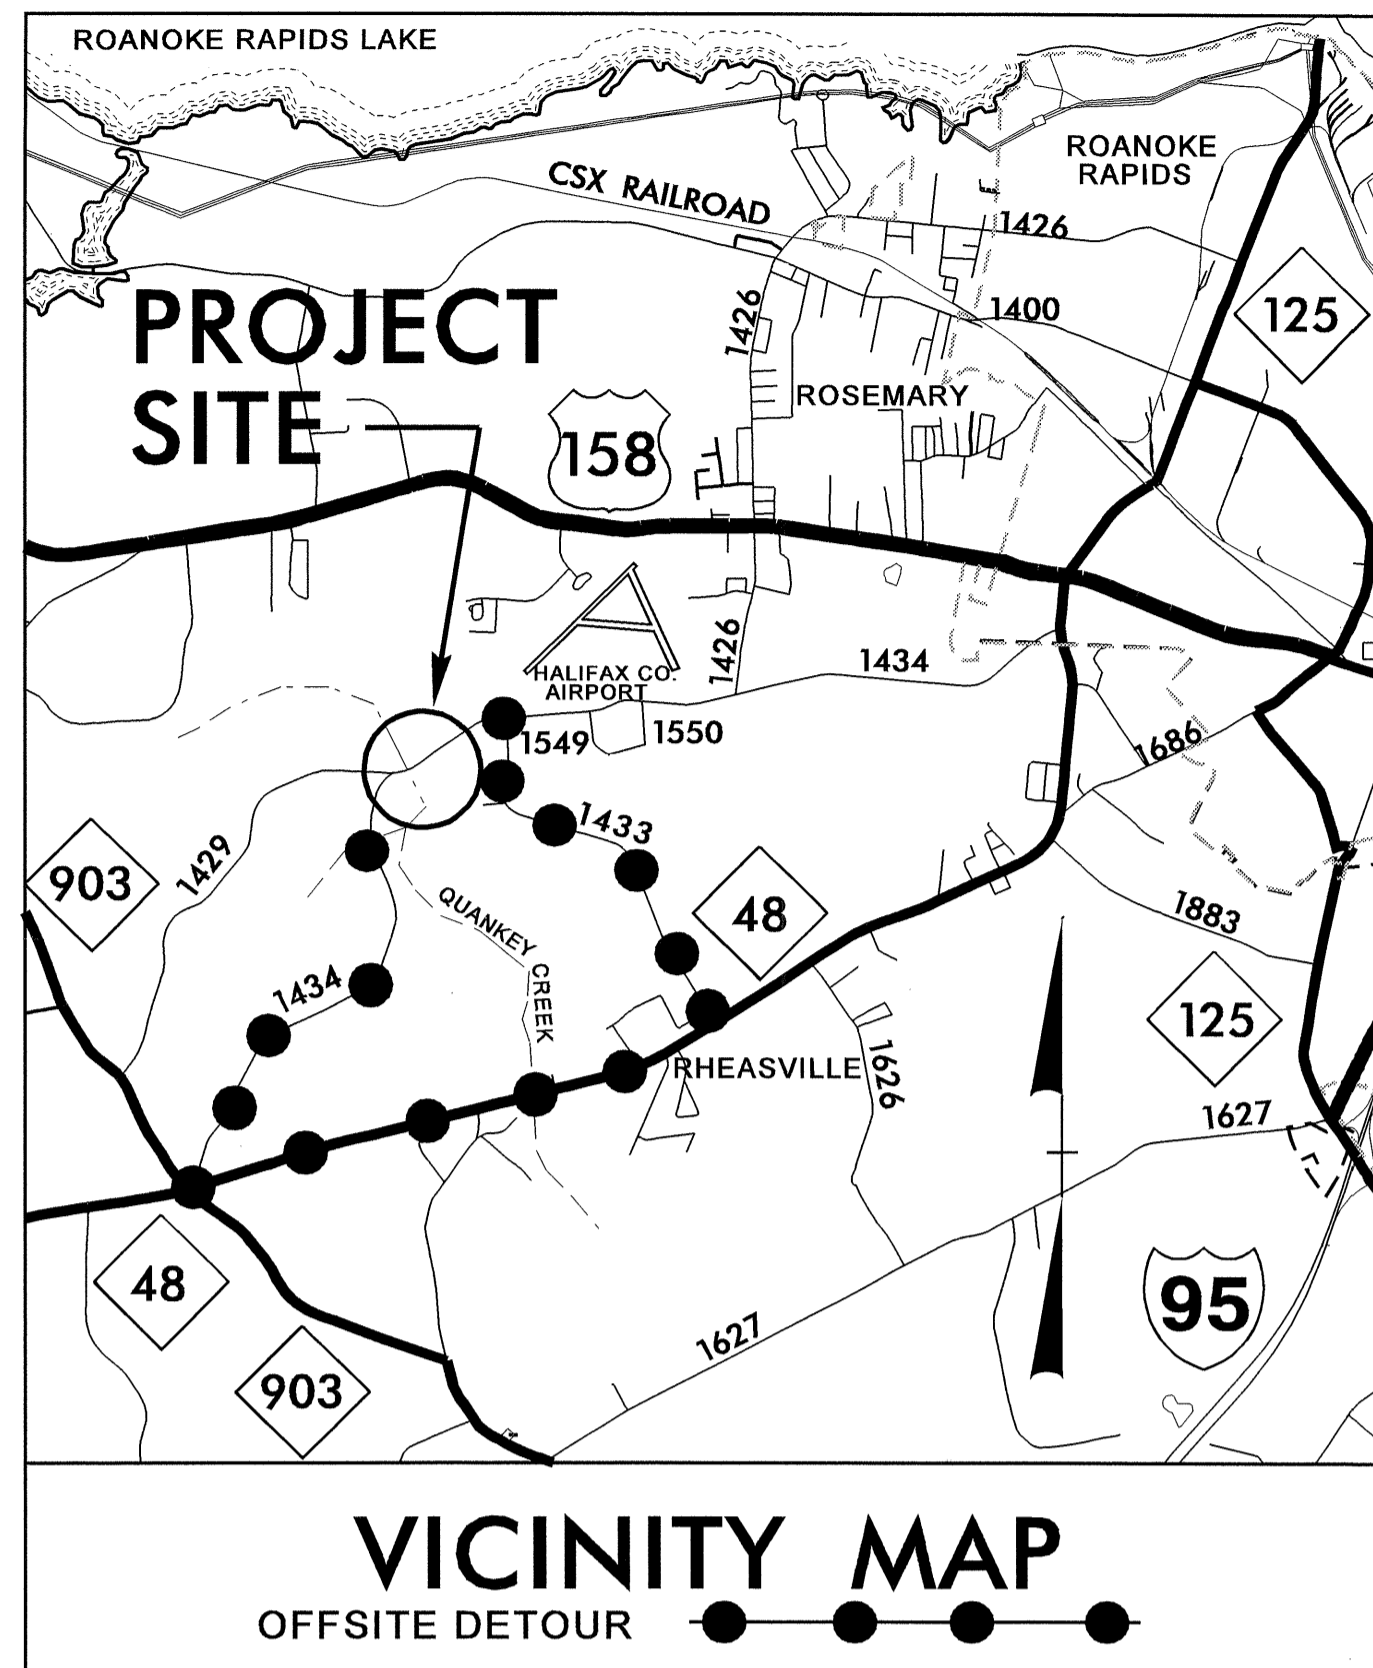 ROANOKE RAPIDS LAKE
ROANOKE
RAPIDS
CSX RAILROAD
1426
1400
125
1426
PROJECT
SITE
158
ROSEMARY
1426
1434
HALIFAX CO.
AIRPORT
1549
1550
1686
1433
903
1429
48
1883
QUANKEY CREEK
1434
125
RHEASVILLE
1626
1627
48
95
1627
903
VICINITY MAP
OFFSITE DETOUR